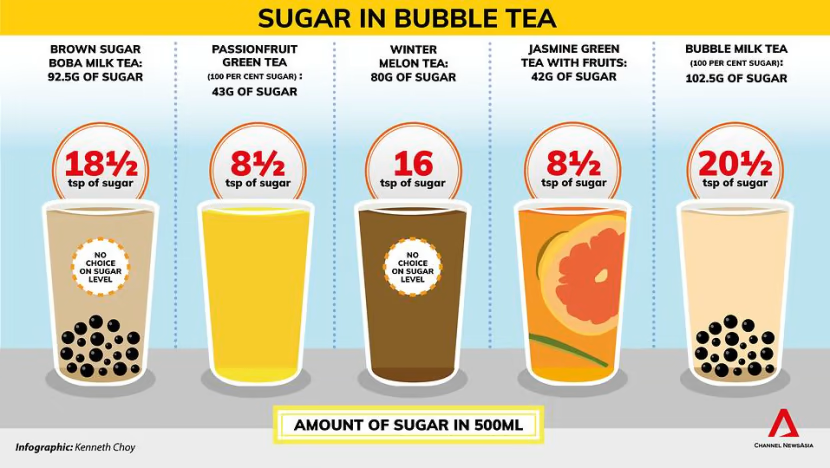 SUGAR IN BUBBLE TEA
BROWN SUGAR
BOBA MILK TEA:
92.5G OF SUGAR
18½
tsp of sugar
NO
CHOICE
ON SUGAR
LEVEL
PASSIONFRUIT
GREEN TEA
(100 PER CENT SUGAR) :
43G OF SUGAR
8½
tsp of sugar
WINTER
MELON TEA:
80G OF SUGAR
16
tsp of sugar
NO
CHOICE
ON SUGAR
LEVEL
JASMINE GREEN
TEA WITH FRUITS:
42G OF SUGAR
8½
tsp of sugar
BUBBLE MILK TEA
(100 PER CENT SUGAR):
102.5G OF SUGAR
20½
tsp of sugar
AMOUNT OF SUGAR IN 500ML
Infographic: Kenneth Choy
CHANNEL NEWSASIA